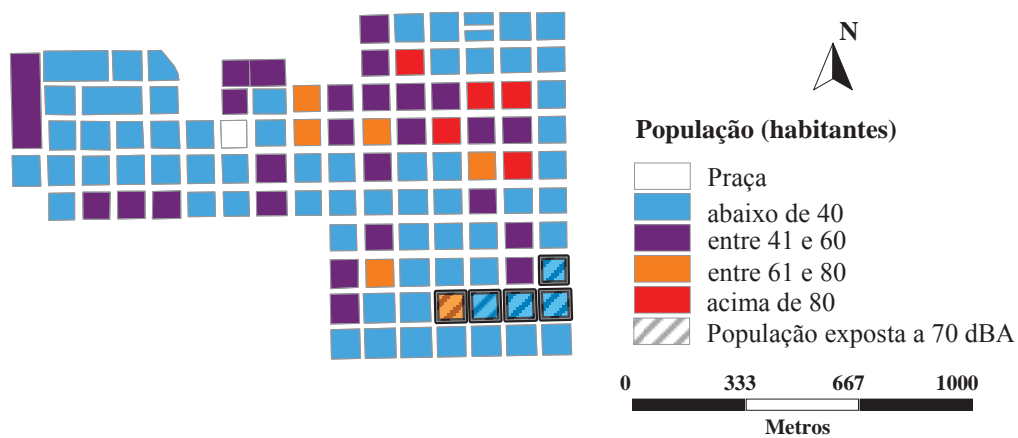 N
População (habitantes)
Praça
abaixo de 40
entre 41 e 60
entre 61 e 80
acima de 80
População exposta a 70 dBA
0 333 667 1000
Metros